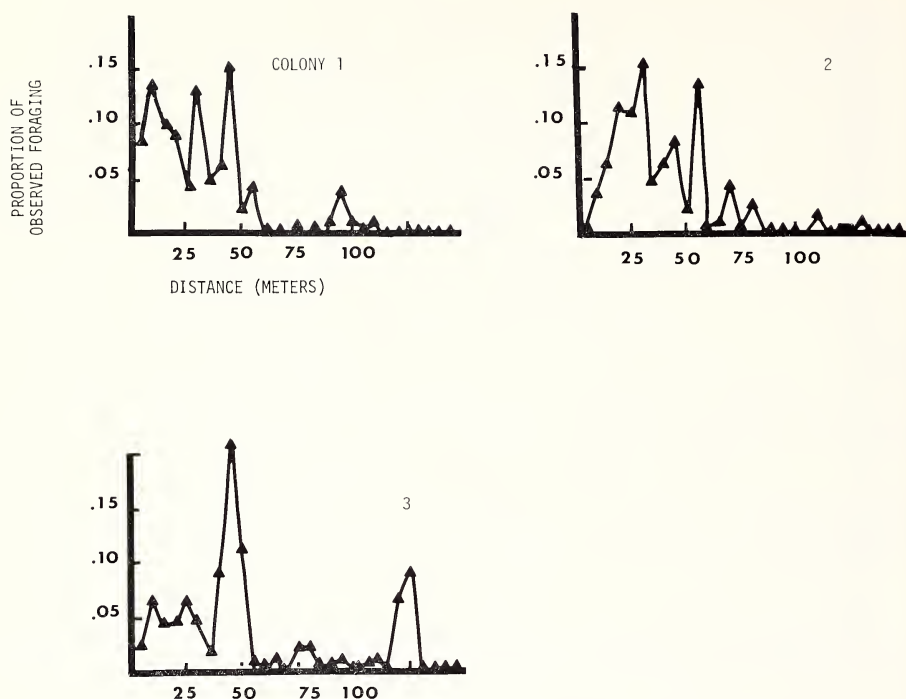 PROPORTION OF
OBSERVED FORAGING
.15
.10
.05
COLONY 1
25 50 75 100
DISTANCE (METERS)
.15
.10
.05
2
25 50 75 100
.15
.10
.05
3
25 50 75 100